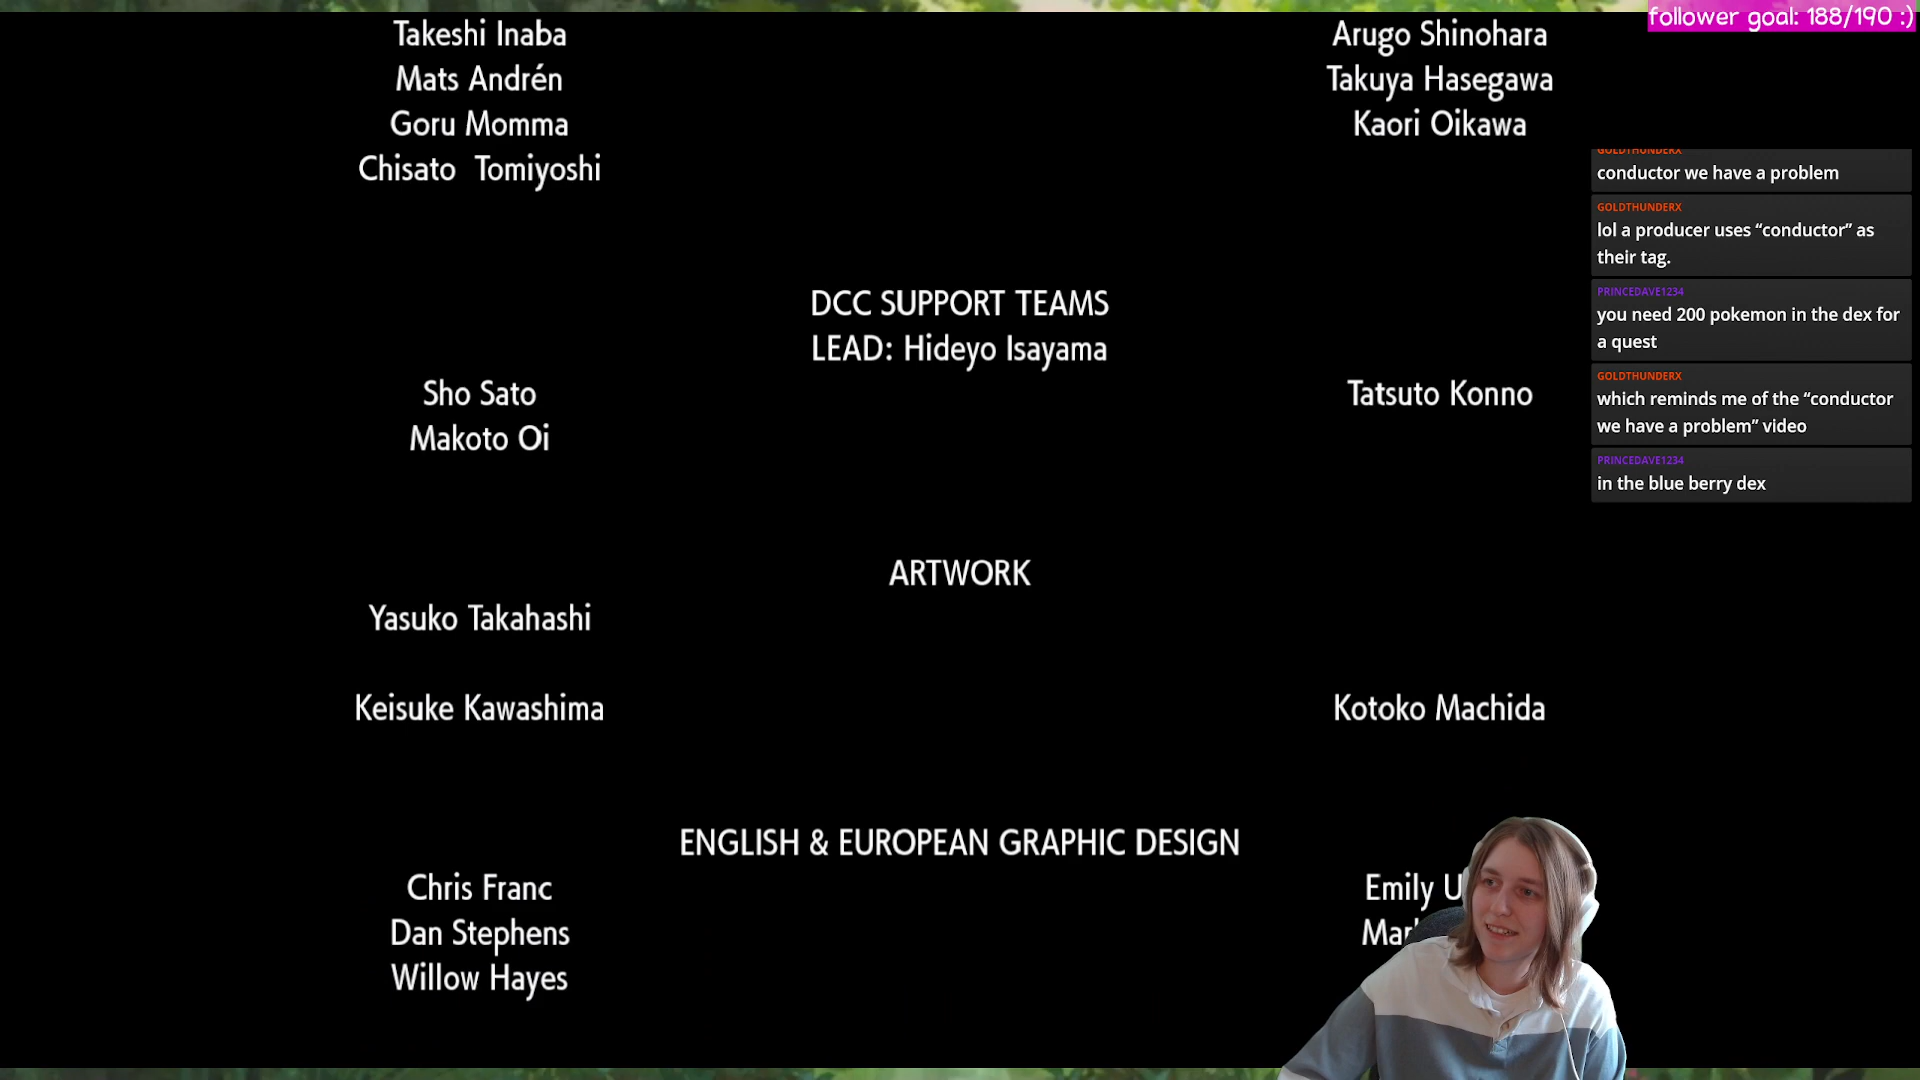 follower goal: 188/190 :)
Takeshi Inaba
Arugo Shinohara
Mats Andrén
Takuya Hasegawa
Goru Momma
Kaori Oikawa
Chisato Tomiyoshi
DCC SUPPORT TEAMS
LEAD: Hideyo Isayama
Sho Sato
Tatsuto Konno
Makoto Oi
ARTWORK
Yasuko Takahashi
Keisuke Kawashima
Kotoko Machida
ENGLISH & EUROPEAN GRAPHIC DESIGN
Chris Franc
Emily
Dan Stephens
Willow Hayes
GOLDTHUNDERX
conductor we have a problem
GOLDTHUNDERX
lol a producer uses “conductor” as
their tag.
PRINCEDAVE1234
you need 200 pokemon in the dex for
a quest
GOLDTHUNDERX
which reminds me of the “conductor
we have a problem” video
PRINCEDAVE1234
in the blue berry dex